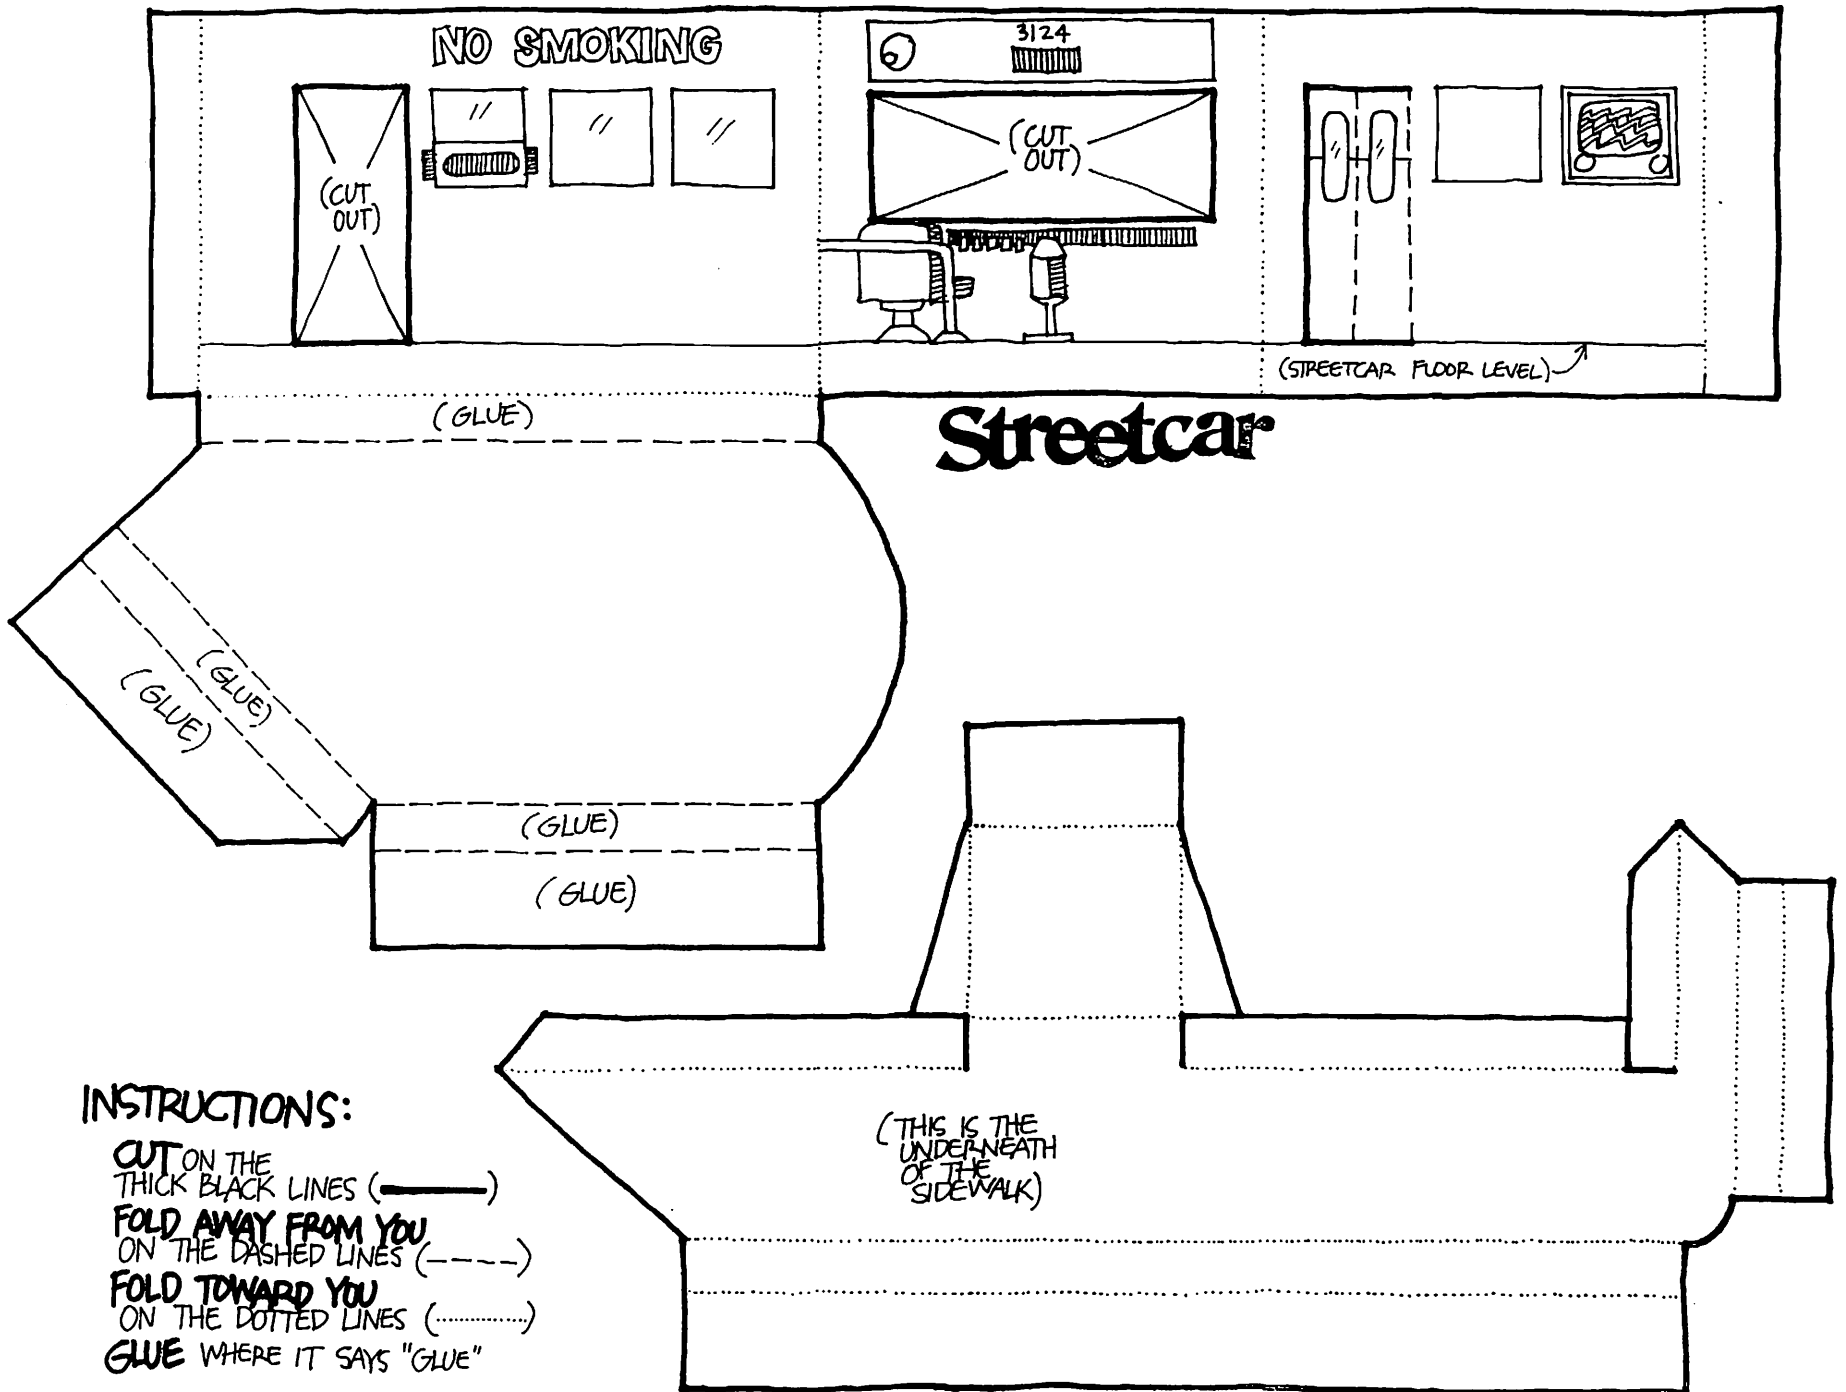 NO SMOKING
3124
(CUT
OUT)
(CUT
OUT)
(STREETCAR FLOOR LEVEL)
(GLUE)
Streetcar
(GLUE)
(GLUE)
(GLUE)
(GLUE)
(THIS IS THE
UNDERNEATH
OF THE
SIDEWALK)
INSTRUCTIONS:
CUT ON THE
THICK BLACK LINES ( )
FOLD AWAY FROM YOU
ON THE DASHED LINES (-----)
FOLD TOWARD YOU
ON THE DOTTED LINES (..............)
GLUE WHERE IT SAYS "GLUE"